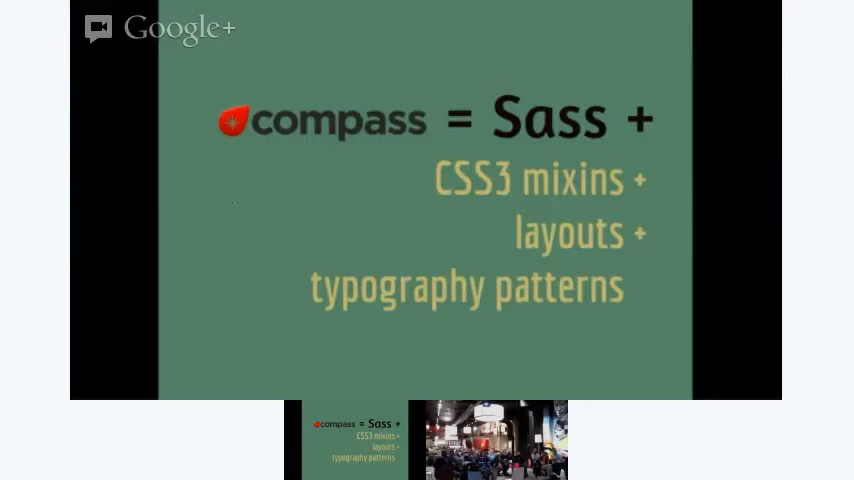 Google+
compass = Sass +
CSS3 mixins +
layouts +
typography patterns
compass = Sass +
CSS3 mixins +
layouts +
typography patterns